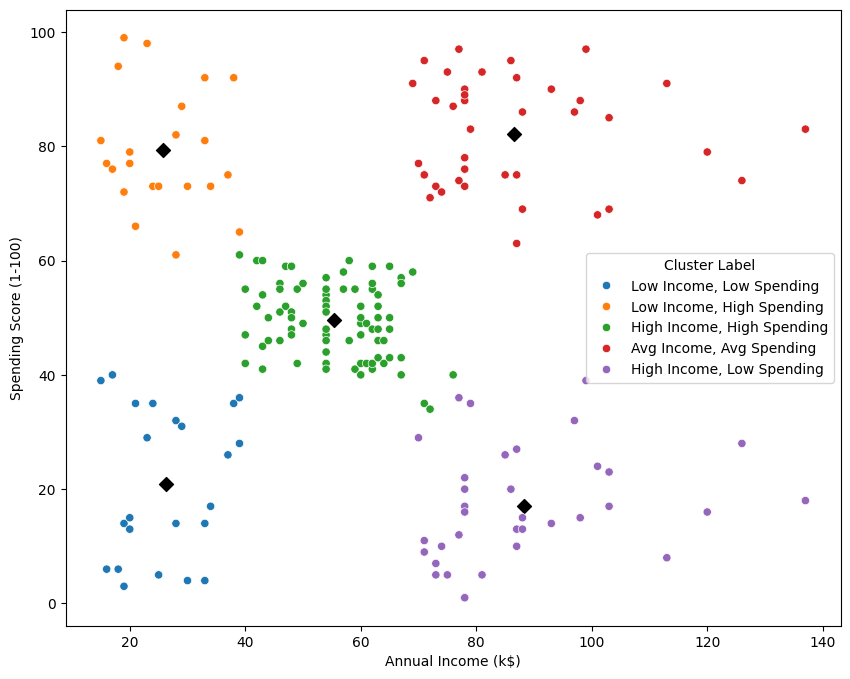 100
80
60
40
20
0
Spending Score (1-100)
Cluster Label
Low Income, Low Spending
Low Income, High Spending
High Income, High Spending
Avg Income, Avg Spending
High Income, Low Spending
20
40
60
80
100
120
140
Annual Income (k$)